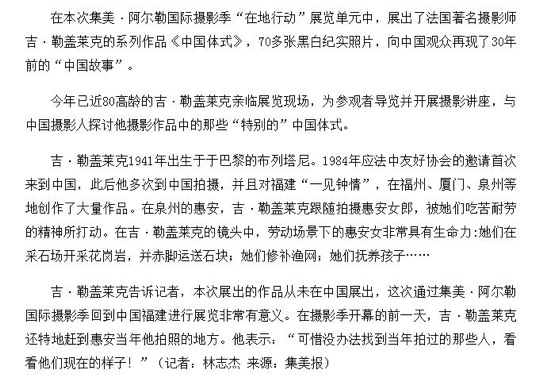 在本次集美·阿尔勒国际摄影季“在地行动”展览单元中，展出了法国著名摄影师
吉·勒盖莱克的系列作品《中国体式》，70多张黑白纪实照片，向中国观众再现了30年
前的“中国故事”。
今年已近80高龄的吉·勒盖莱克亲临展览现场，为参观者导览并开展摄影讲座，与
中国摄影人探讨他摄影作品中的那些“特别的”中国体式。
吉·勒盖莱克1941年出生于于巴黎的布列塔尼。1984年应法中友好协会的邀请首次
来到中国，此后他多次到中国拍摄，并且对福建“一见钟情”，在福州、厦门、泉州等
地创作了大量作品。在泉州的惠安，吉·勒盖莱克跟随拍摄惠安女郎，被她们吃苦耐劳
的精神所打动。在吉·勒盖莱克的镜头中，劳动场景下的惠安女非常具有生命力:她们在
采石场开采花岗岩，并赤脚运送石块；她们修补渔网；她们抚养孩子……
吉·勒盖莱克告诉记者，本次展出的作品从未在中国展出，这次通过集美·阿尔勒
国际摄影季回到中国福建进行展览非常有意义。在摄影季开幕的前一天，吉·勒盖莱克
还特地赶到惠安当年他拍照的地方。他表示：“可惜没办法找到当年拍过的那些人，看
看他们现在的样子！”（记者：林志杰 来源：集美报）